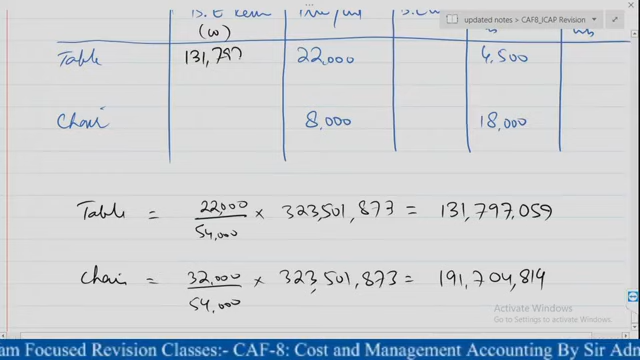 updated notes > CAF8_ICAP Revision
(w)
Table 131,797 22,000 4,500
Chair 8,000 18,000
Table = 22,000/54,000 × 323,501,873 = 131,797,059
Chair = 32,000/54,000 × 323,501,873 = 191,704,814
Activate Windows
Go to Settings to activate Windows.
am Focused Revision Classes:- CAF-8: Cost and Management Accounting By Sir Adn